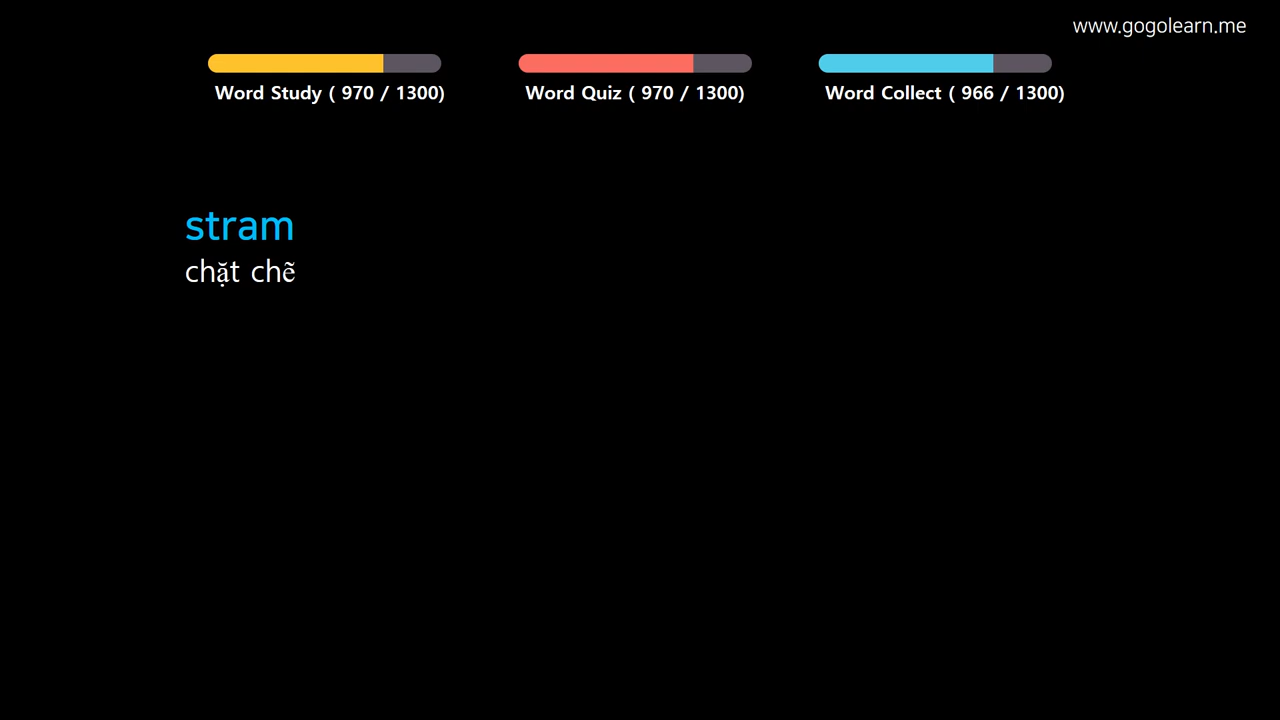 www.gogolearn.me
Word Study ( 970 / 1300)
Word Quiz ( 970 / 1300)
Word Collect ( 966 / 1300)
stram
chặt chẽ